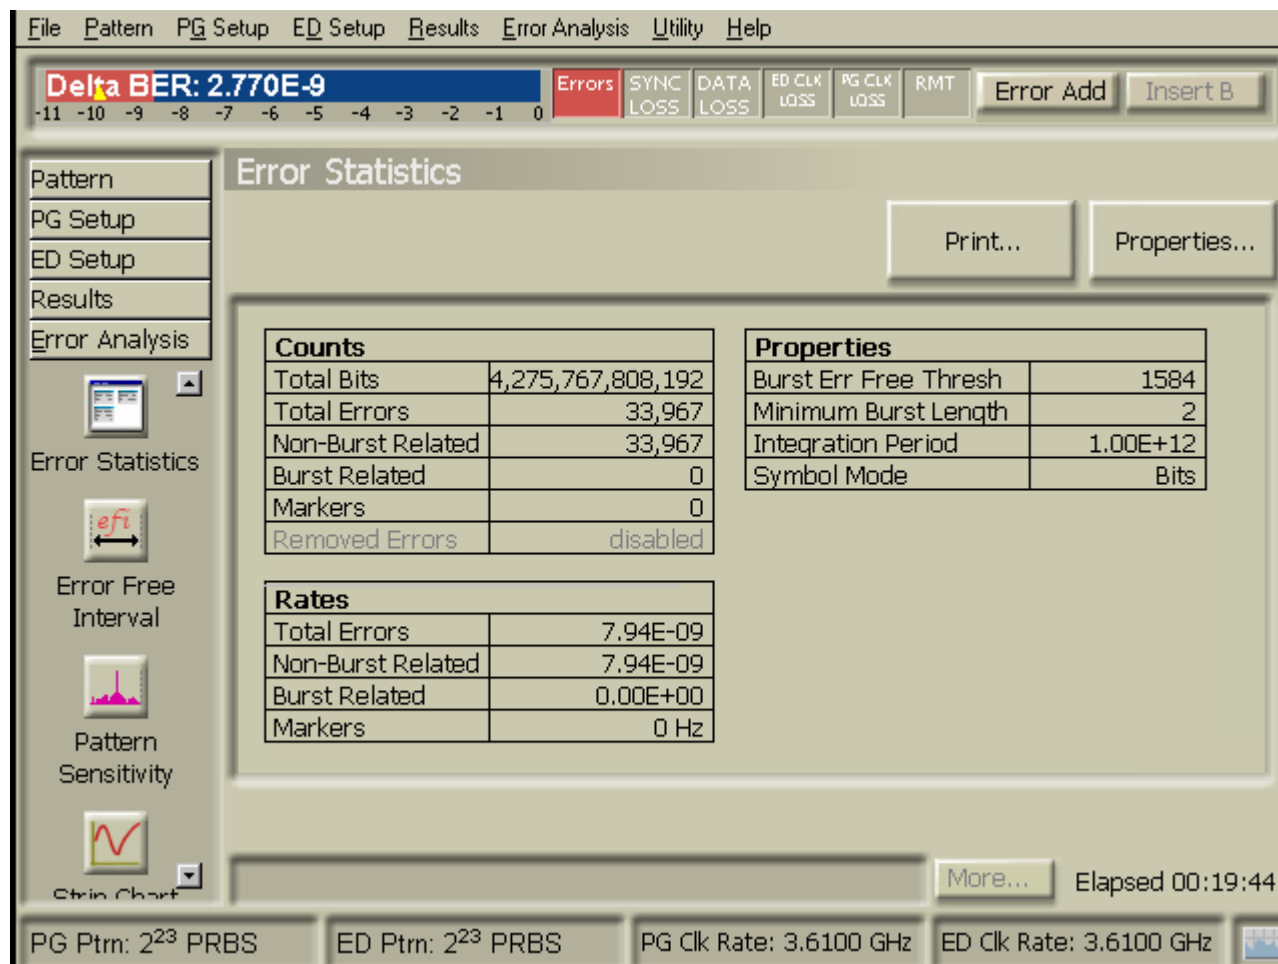 File Pattern PG Setup ED Setup Results Error Analysis Utility Help
Delta BER: 2.770E-9
-11 -10 -9 -8 -7 -6 -5 -4 -3 -2 -1 0
Errors
SYNC LOSS
DATA LOSS
ED CLK LOSS
PG CLK LOSS
RMT
Error Add
Insert B
Pattern
PG Setup
ED Setup
Results
Error Analysis
Error Statistics
Error Free
Interval
efi
Pattern
Sensitivity
Strip Chart
Error Statistics
Print...
Properties...
Counts
Total Bits 4,275,767,808,192
Total Errors 33,967
Non-Burst Related 33,967
Burst Related 0
Markers 0
Removed Errors disabled
Properties
Burst Err Free Thresh 1584
Minimum Burst Length 2
Integration Period 1.00E+12
Symbol Mode Bits
Rates
Total Errors 7.94E-09
Non-Burst Related 7.94E-09
Burst Related 0.00E+00
Markers 0 Hz
More...
Elapsed 00:19:44
PG Ptrn: 2²³ PRBS
ED Ptrn: 2²³ PRBS
PG Clk Rate: 3.6100 GHz
ED Clk Rate: 3.6100 GHz